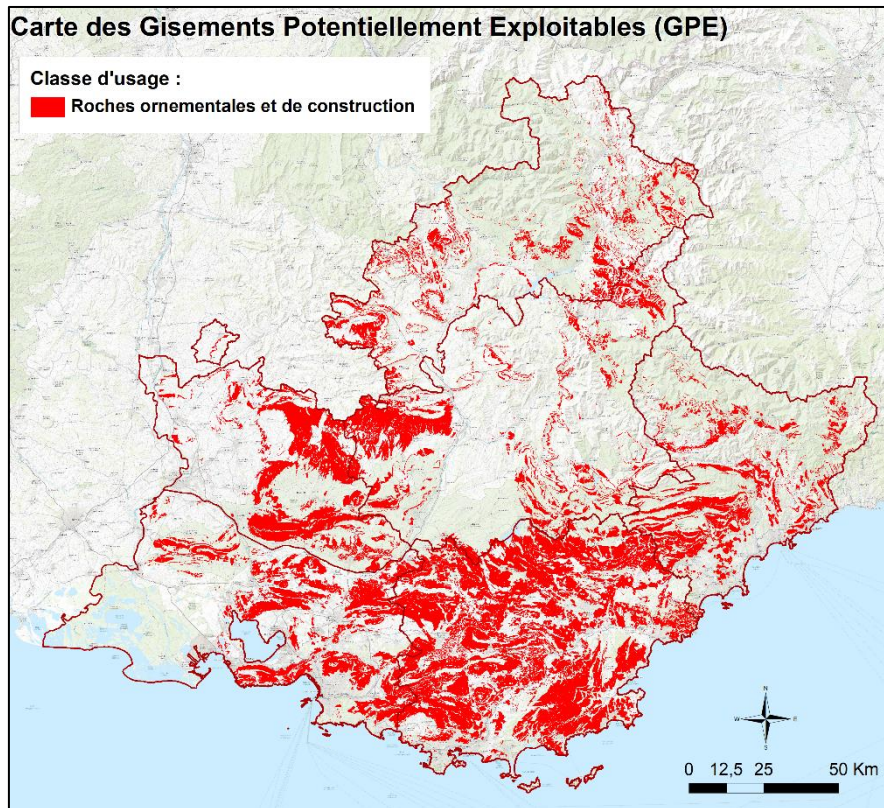 Carte des Gisements Potentiellement Exploitables (GPE)
Classe d'usage :
Roches ornementales et de construction
N
W E
S
0 12,5 25 50 Km